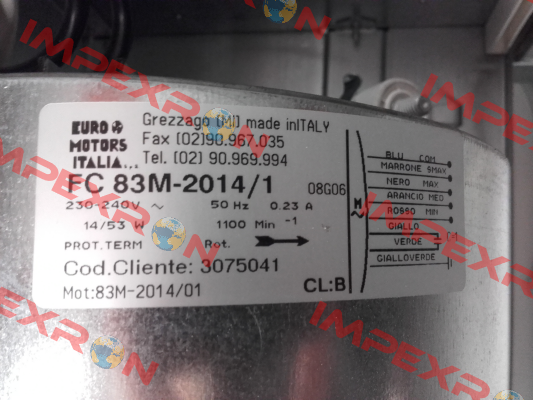 IMPEXRON
IMPEXRON
IMPEXRON
IMPEXRON
EURO
MOTORS
ITALIA...
Grezzago (MI) made inITALY
Fax (02)90.967.035
Tel. (02) 90.969.994
FC 83M-2014/1 08G06
230-240V ~ 50 Hz 0.23 A
14/53 W 1100 Min -1
PROT.TERM Rot.
Cod.Cliente: 3075041
Mot:83M-2014/01 CL:B
M
BLU COM
MARRONE SMAX
NERO MAX
ARANCIO MED
ROSSO MIN
GIALLO
VERDE
GIALLOVERDE